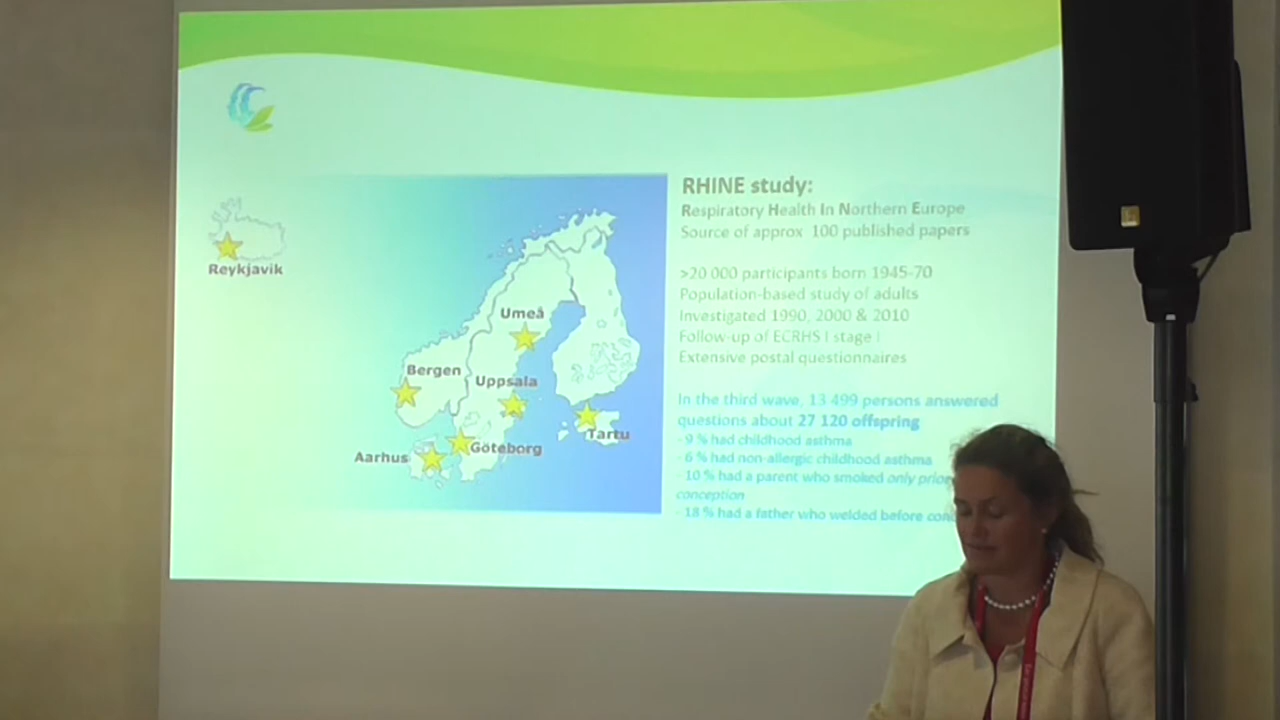 RHINE study:
Respiratory Health In Northern Europe
Source of approx 100 published papers
>20 000 participants born 1945-70
Population-based study of adults
Investigated 1990, 2000 & 2010
Follow-up of ECRHS I stage I
Extensive postal questionnaires
In the third wave, 13 499 persons answered
questions about 27 120 offspring
- 9 % had childhood asthma
- 6 % had non-allergic childhood asthma
- 10 % had a parent who smoked only prior
conception
- 18 % had a father who welded before
Reykjavik
Umeå
Bergen
Uppsala
Tartu
Göteborg
Aarhus